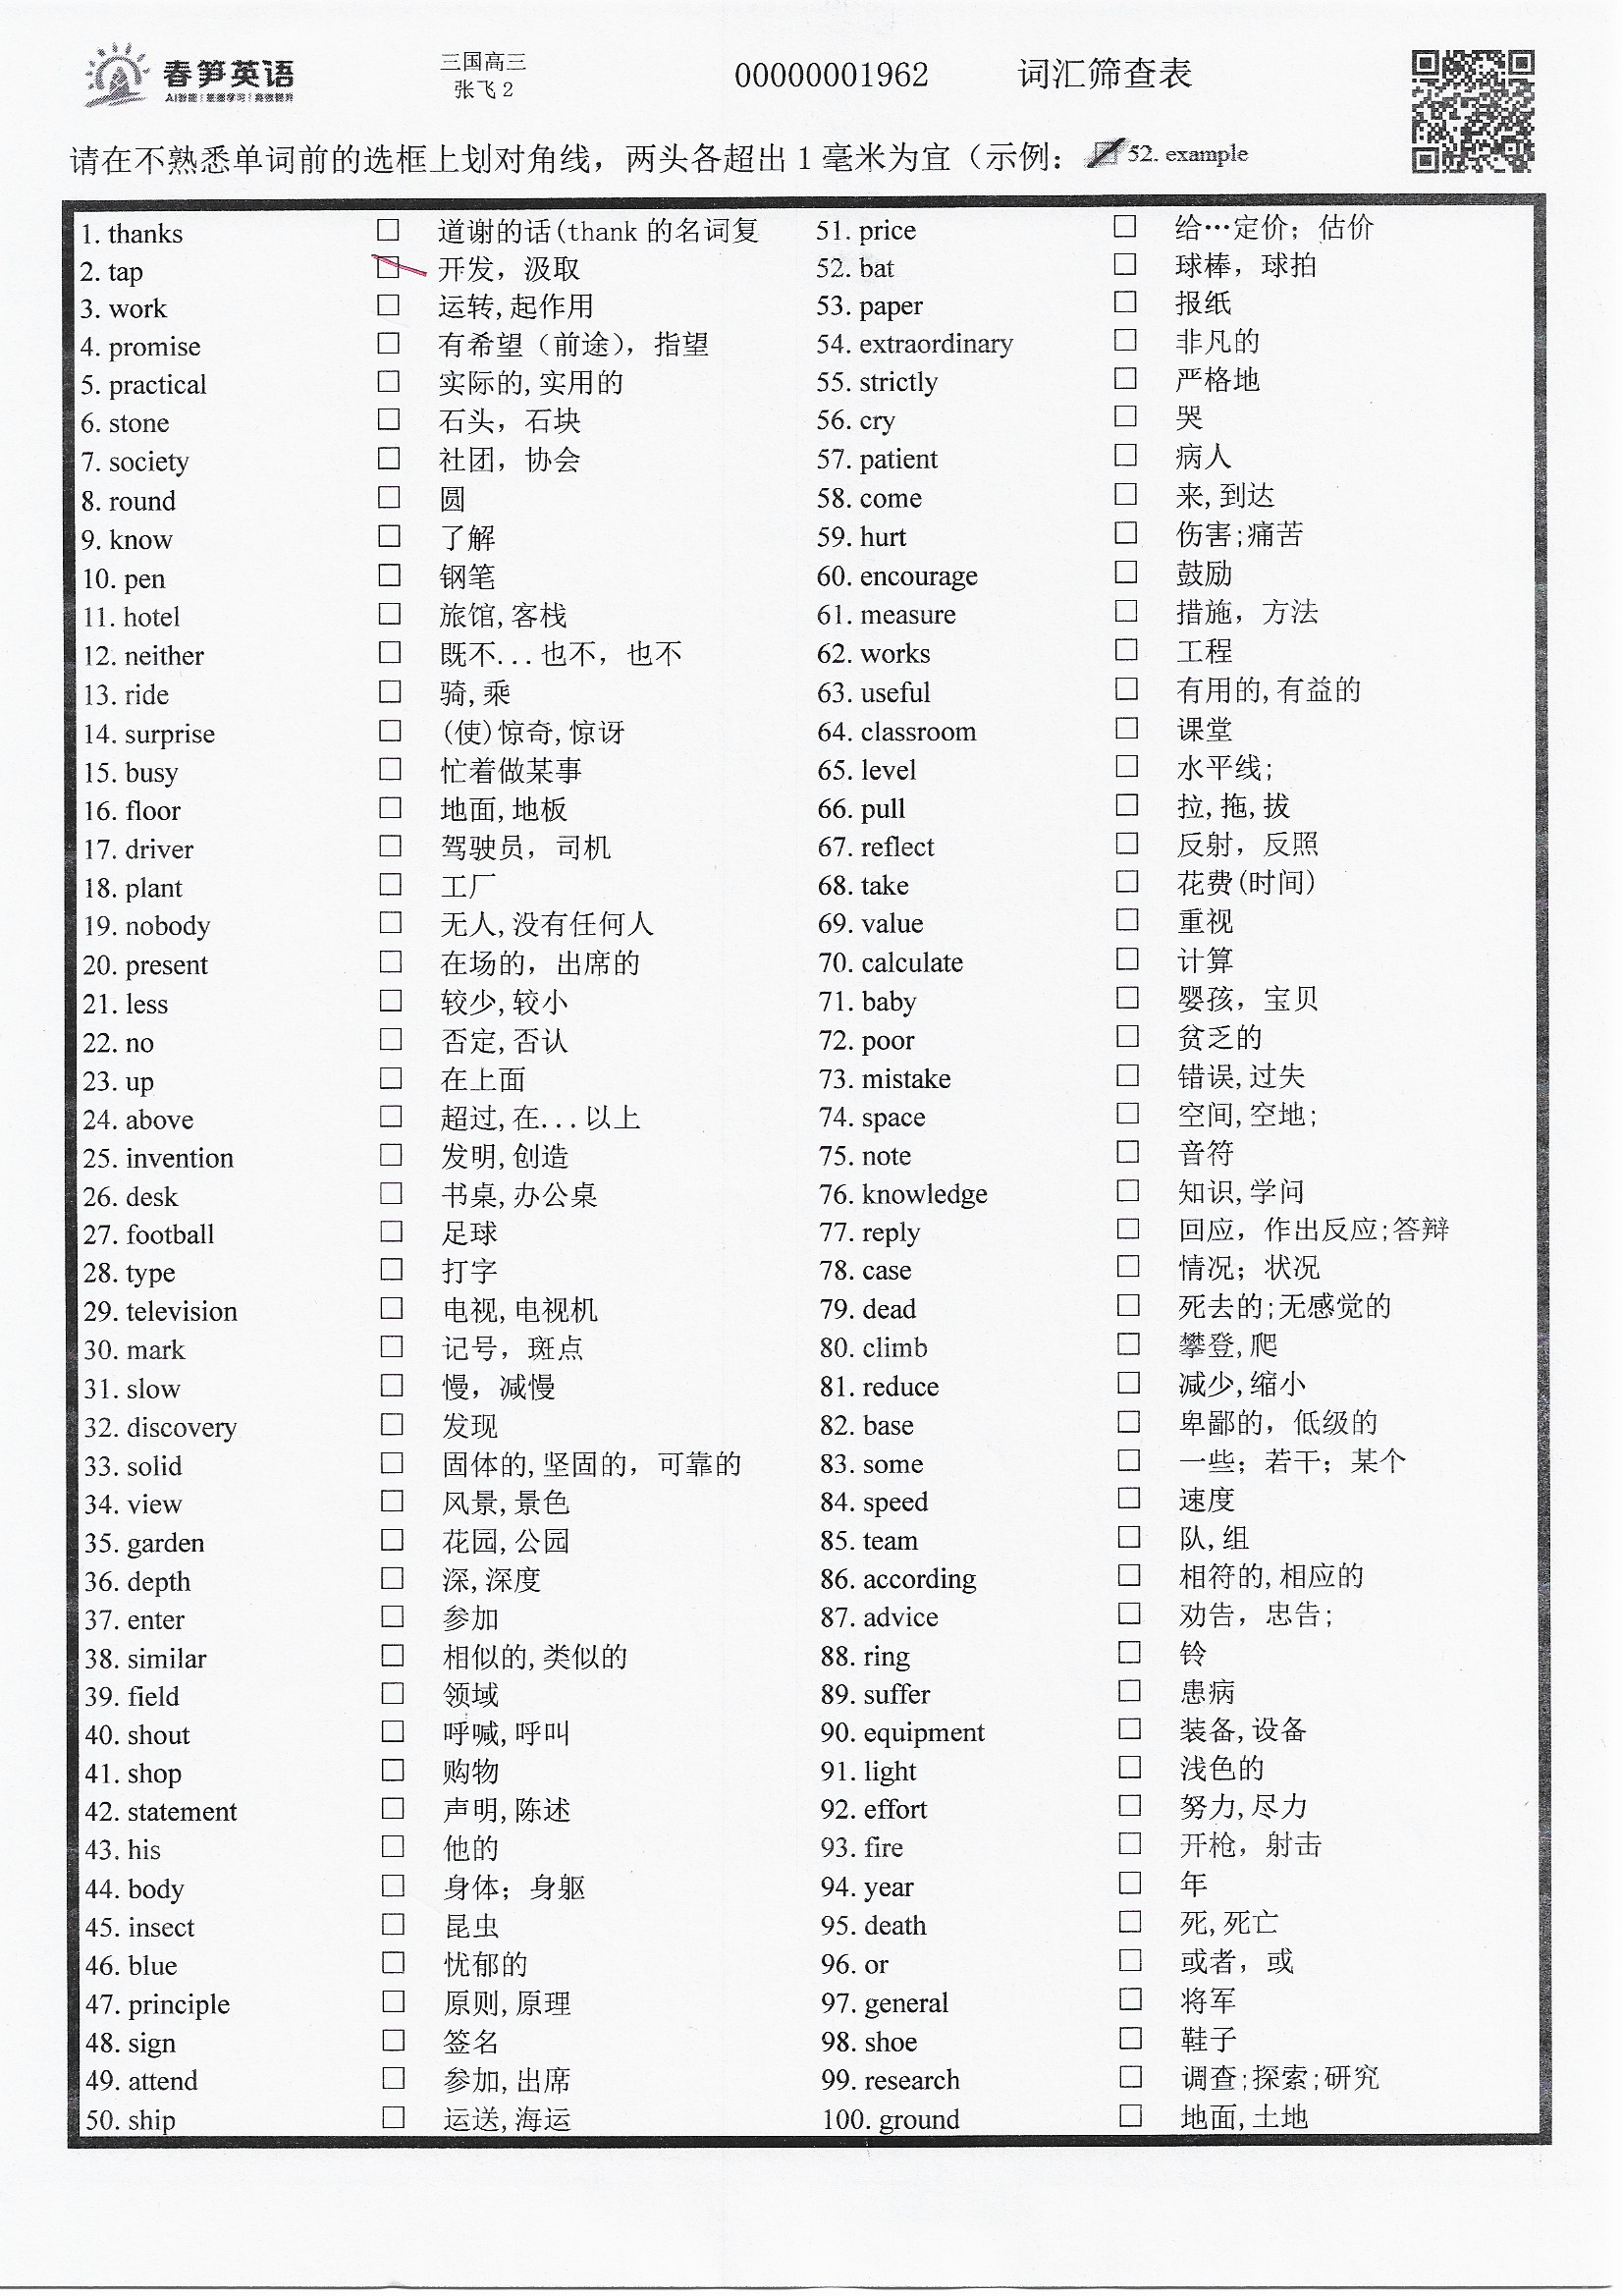 春笋英语
AI智能 | 思维学习 | 高效提升
三国高三
张飞 2
00000001962
词汇筛查表
请在不熟悉单词前的选框上划对角线，两头各超出 1 毫米为宜（示例： 52. example
1. thanks □ 道谢的话(thank 的名词复
2. tap □ 开发，汲取
3. work □ 运转,起作用
4. promise □ 有希望（前途），指望
5. practical □ 实际的,实用的
6. stone □ 石头，石块
7. society □ 社团，协会
8. round □ 圆
9. know □ 了解
10. pen □ 钢笔
11. hotel □ 旅馆,客栈
12. neither □ 既不...也不，也不
13. ride □ 骑,乘
14. surprise □ (使)惊奇,惊讶
15. busy □ 忙着做某事
16. floor □ 地面,地板
17. driver □ 驾驶员，司机
18. plant □ 工厂
19. nobody □ 无人,没有任何人
20. present □ 在场的，出席的
21. less □ 较少,较小
22. no □ 否定,否认
23. up □ 在上面
24. above □ 超过,在...以上
25. invention □ 发明,创造
26. desk □ 书桌,办公桌
27. football □ 足球
28. type □ 打字
29. television □ 电视,电视机
30. mark □ 记号，斑点
31. slow □ 慢，减慢
32. discovery □ 发现
33. solid □ 固体的,坚固的，可靠的
34. view □ 风景,景色
35. garden □ 花园,公园
36. depth □ 深,深度
37. enter □ 参加
38. similar □ 相似的,类似的
39. field □ 领域
40. shout □ 呼喊,呼叫
41. shop □ 购物
42. statement □ 声明,陈述
43. his □ 他的
44. body □ 身体；身躯
45. insect □ 昆虫
46. blue □ 忧郁的
47. principle □ 原则,原理
48. sign □ 签名
49. attend □ 参加,出席
50. ship □ 运送,海运
51. price □ 给…定价；估价
52. bat □ 球棒，球拍
53. paper □ 报纸
54. extraordinary □ 非凡的
55. strictly □ 严格地
56. cry □ 哭
57. patient □ 病人
58. come □ 来,到达
59. hurt □ 伤害;痛苦
60. encourage □ 鼓励
61. measure □ 措施，方法
62. works □ 工程
63. useful □ 有用的,有益的
64. classroom □ 课堂
65. level □ 水平线;
66. pull □ 拉,拖,拔
67. reflect □ 反射，反照
68. take □ 花费(时间)
69. value □ 重视
70. calculate □ 计算
71. baby □ 婴孩，宝贝
72. poor □ 贫乏的
73. mistake □ 错误,过失
74. space □ 空间,空地;
75. note □ 音符
76. knowledge □ 知识,学问
77. reply □ 回应，作出反应;答辩
78. case □ 情况；状况
79. dead □ 死去的;无感觉的
80. climb □ 攀登,爬
81. reduce □ 减少,缩小
82. base □ 卑鄙的，低级的
83. some □ 一些；若干；某个
84. speed □ 速度
85. team □ 队,组
86. according □ 相符的,相应的
87. advice □ 劝告，忠告;
88. ring □ 铃
89. suffer □ 患病
90. equipment □ 装备,设备
91. light □ 浅色的
92. effort □ 努力,尽力
93. fire □ 开枪，射击
94. year □ 年
95. death □ 死,死亡
96. or □ 或者，或
97. general □ 将军
98. shoe □ 鞋子
99. research □ 调查;探索;研究
100. ground □ 地面,土地